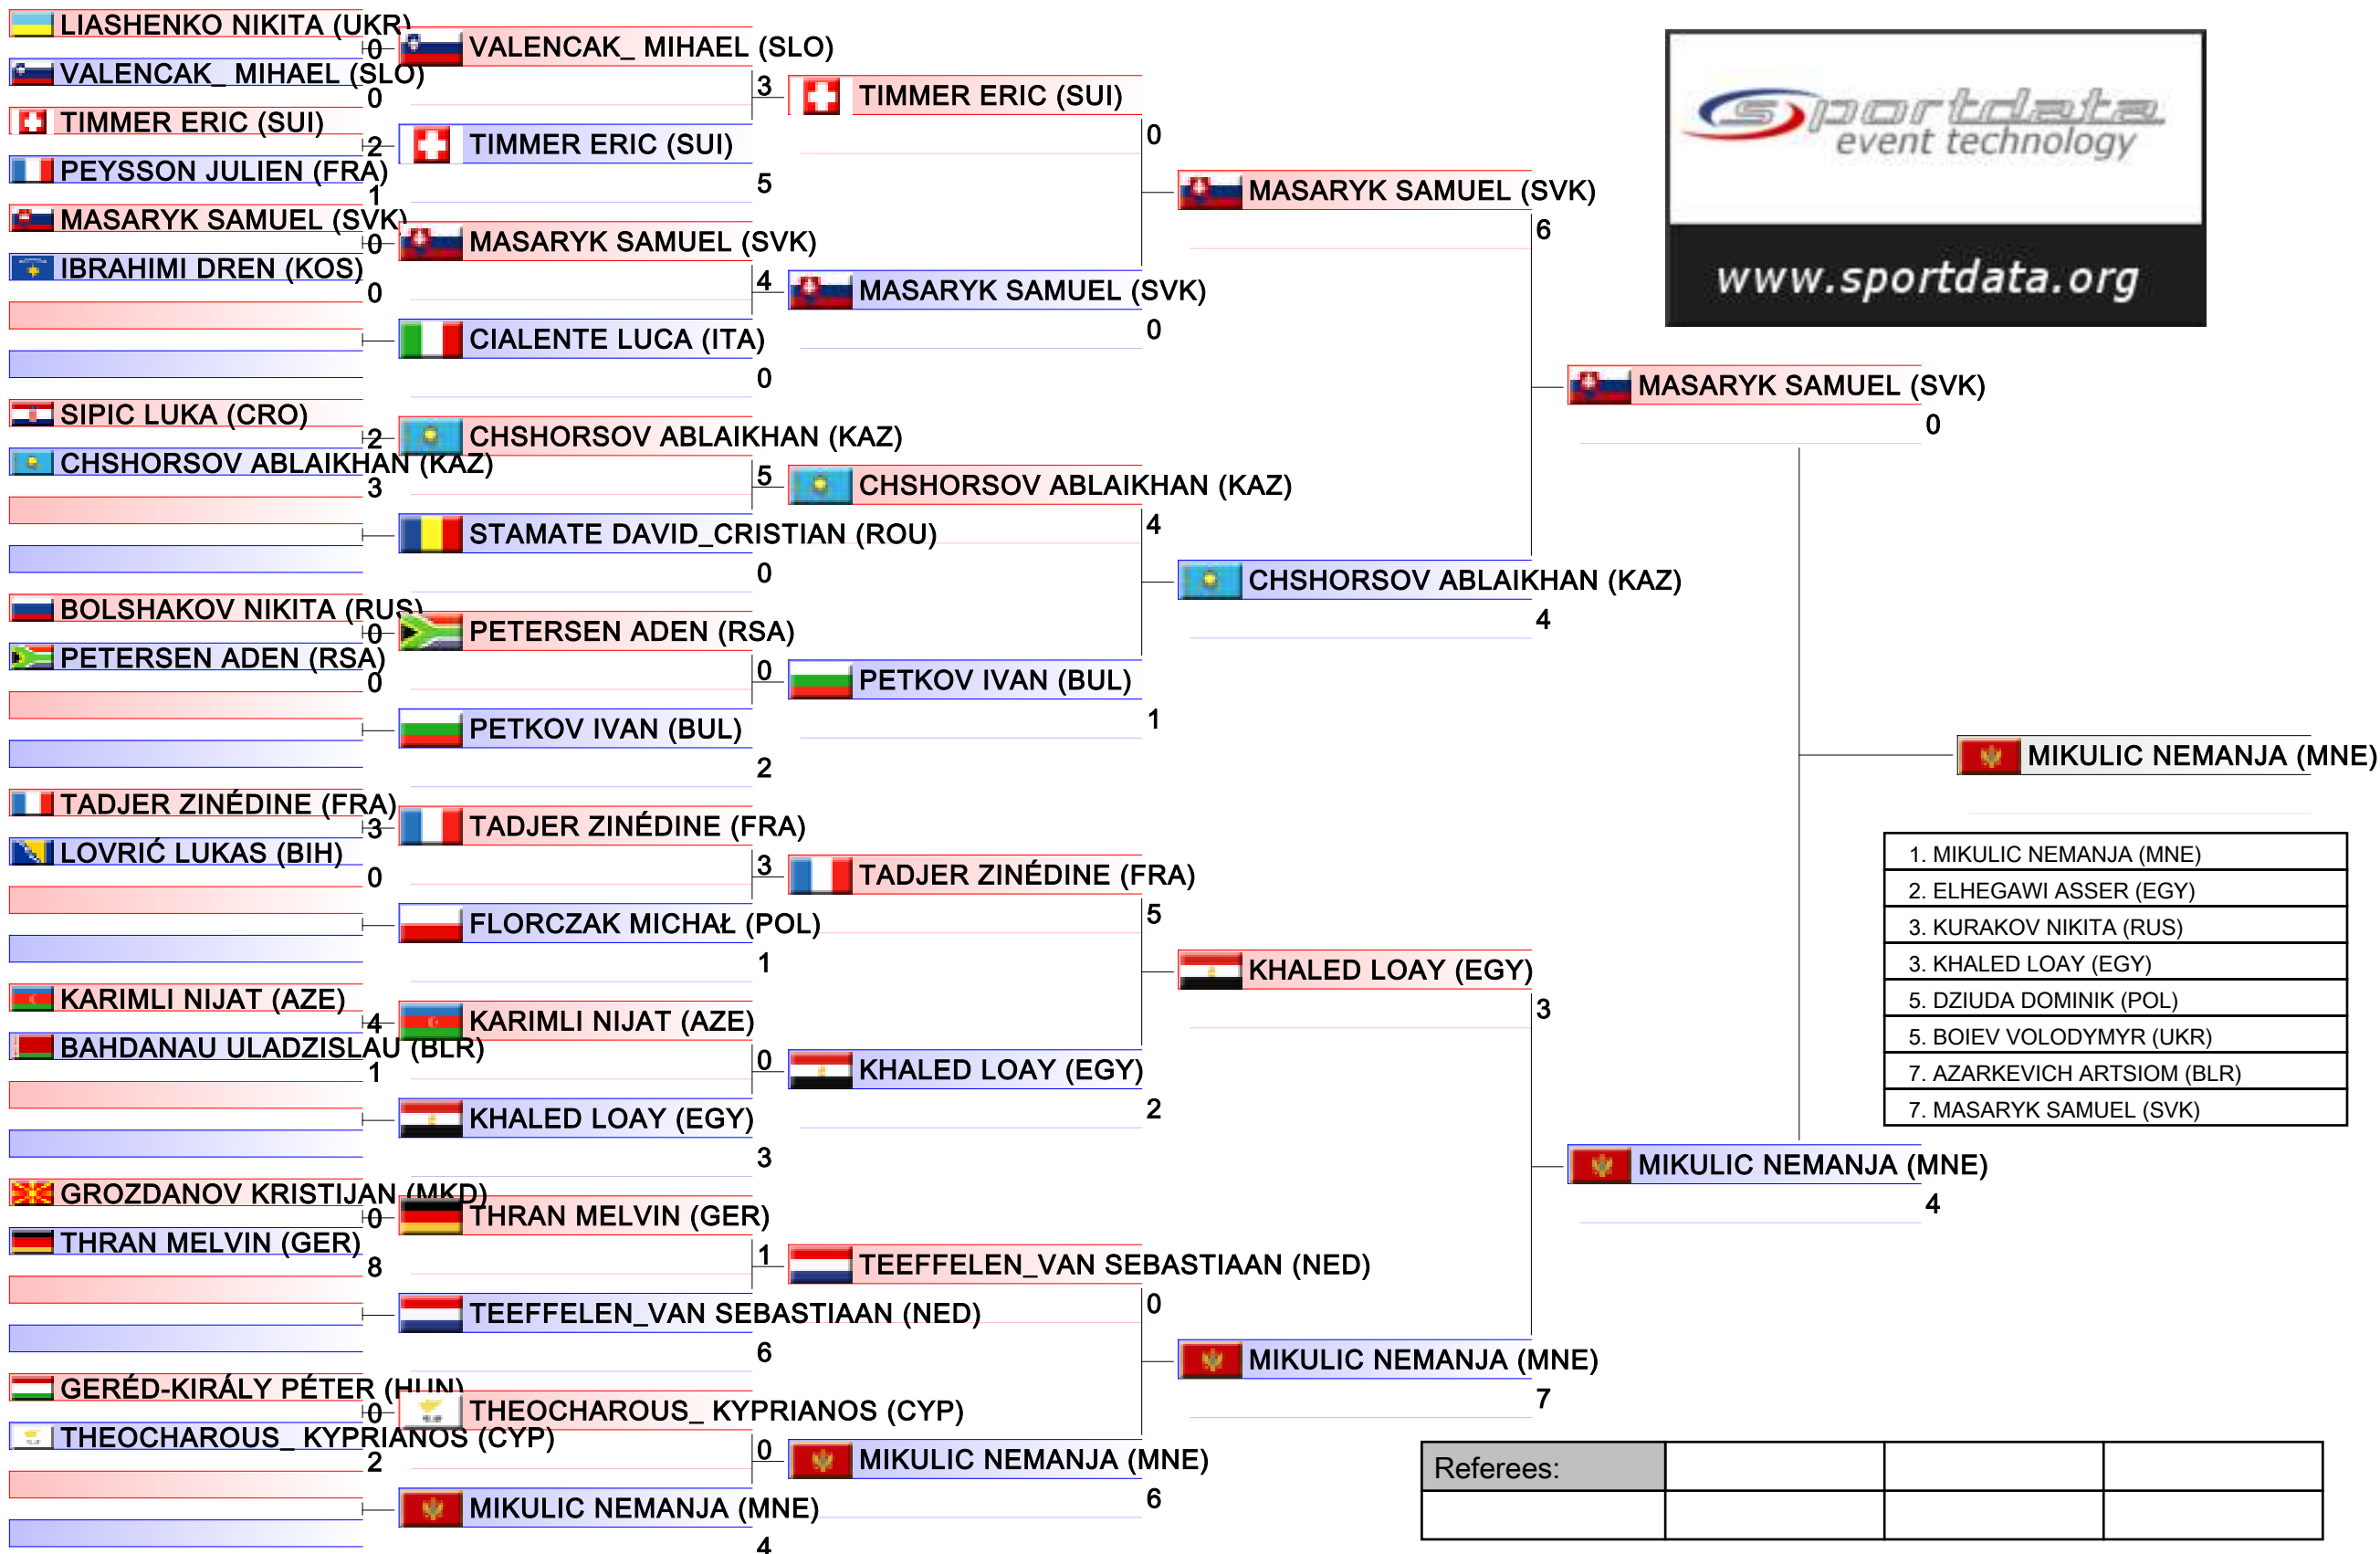 LIASHENKO NIKITA (UKR)
0
VALENCAK_ MIHAEL (SLO)
0
TIMMER ERIC (SUI)
2
PEYSSON JULIEN (FRA)
1
MASARYK SAMUEL (SVK)
0
IBRAHIMI DREN (KOS)
0
SIPIC LUKA (CRO)
2
CHSHORSOV ABLAIKHAN (KAZ)
3
BOLSHAKOV NIKITA (RUS)
0
PETERSEN ADEN (RSA)
0
TADJER ZINÉDINE (FRA)
3
LOVRIĆ LUKAS (BIH)
0
KARIMLI NIJAT (AZE)
4
BAHDANAU ULADZISLAU (BLR)
1
GROZDANOV KRISTIJAN (MKD)
0
THRAN MELVIN (GER)
8
GERÉD-KIRÁLY PÉTER (HUN)
0
THEOCHAROUS_ KYPRIANOS (CYP)
2
VALENCAK_ MIHAEL (SLO)
3
TIMMER ERIC (SUI)
5
MASARYK SAMUEL (SVK)
4
CIALENTE LUCA (ITA)
0
CHSHORSOV ABLAIKHAN (KAZ)
5
STAMATE DAVID_CRISTIAN (ROU)
0
PETERSEN ADEN (RSA)
0
PETKOV IVAN (BUL)
2
TADJER ZINÉDINE (FRA)
3
FLORCZAK MICHAŁ (POL)
1
KARIMLI NIJAT (AZE)
0
KHALED LOAY (EGY)
3
THRAN MELVIN (GER)
1
TEEFFELEN_VAN SEBASTIAAN (NED)
6
THEOCHAROUS_ KYPRIANOS (CYP)
0
MIKULIC NEMANJA (MNE)
4
TIMMER ERIC (SUI)
0
MASARYK SAMUEL (SVK)
0
CHSHORSOV ABLAIKHAN (KAZ)
4
PETKOV IVAN (BUL)
1
TADJER ZINÉDINE (FRA)
5
KHALED LOAY (EGY)
2
TEEFFELEN_VAN SEBASTIAAN (NED)
0
MIKULIC NEMANJA (MNE)
6
MASARYK SAMUEL (SVK)
6
CHSHORSOV ABLAIKHAN (KAZ)
4
KHALED LOAY (EGY)
3
MIKULIC NEMANJA (MNE)
7
MASARYK SAMUEL (SVK)
0
MIKULIC NEMANJA (MNE)
4
MIKULIC NEMANJA (MNE)
sportdata
event technology
www.sportdata.org
1. MIKULIC NEMANJA (MNE)
2. ELHEGAWI ASSER (EGY)
3. KURAKOV NIKITA (RUS)
3. KHALED LOAY (EGY)
5. DZIUDA DOMINIK (POL)
5. BOIEV VOLODYMYR (UKR)
7. AZARKEVICH ARTSIOM (BLR)
7. MASARYK SAMUEL (SVK)
Referees: